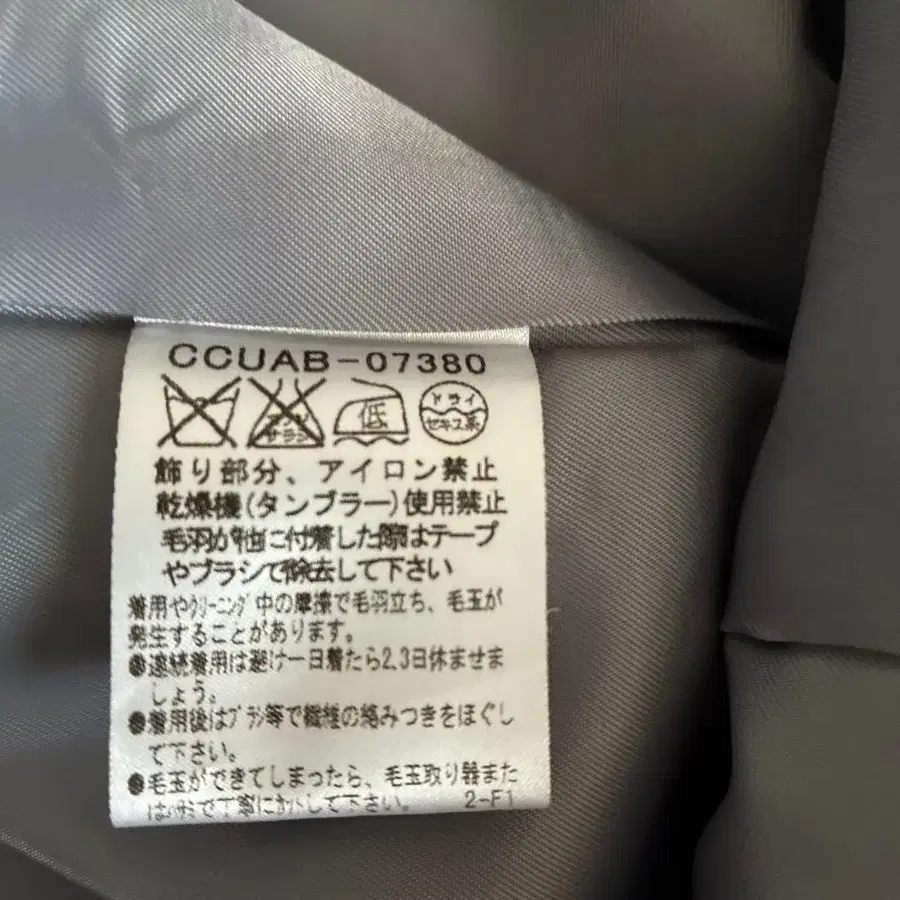 CCUAB-07380
エンソ サラシ 低 ドライ セキユ系
飾り部分、アイロン禁止
乾燥機(タンブラー)使用禁止
毛羽が他に付着した際はテープ
やブラシで除去して下さい
着用やクリーニング中の摩擦で毛羽立ち、毛玉が
発生することがあります。
●連続着用は避け一日着たら2,3日休ませま
しょう。
●着用後はブラシ等で繊維の絡みつきをほぐし
て下さい。
●毛玉ができてしまったら、毛玉取り器また
はハサミで丁寧にカットして下さい。 2-F1